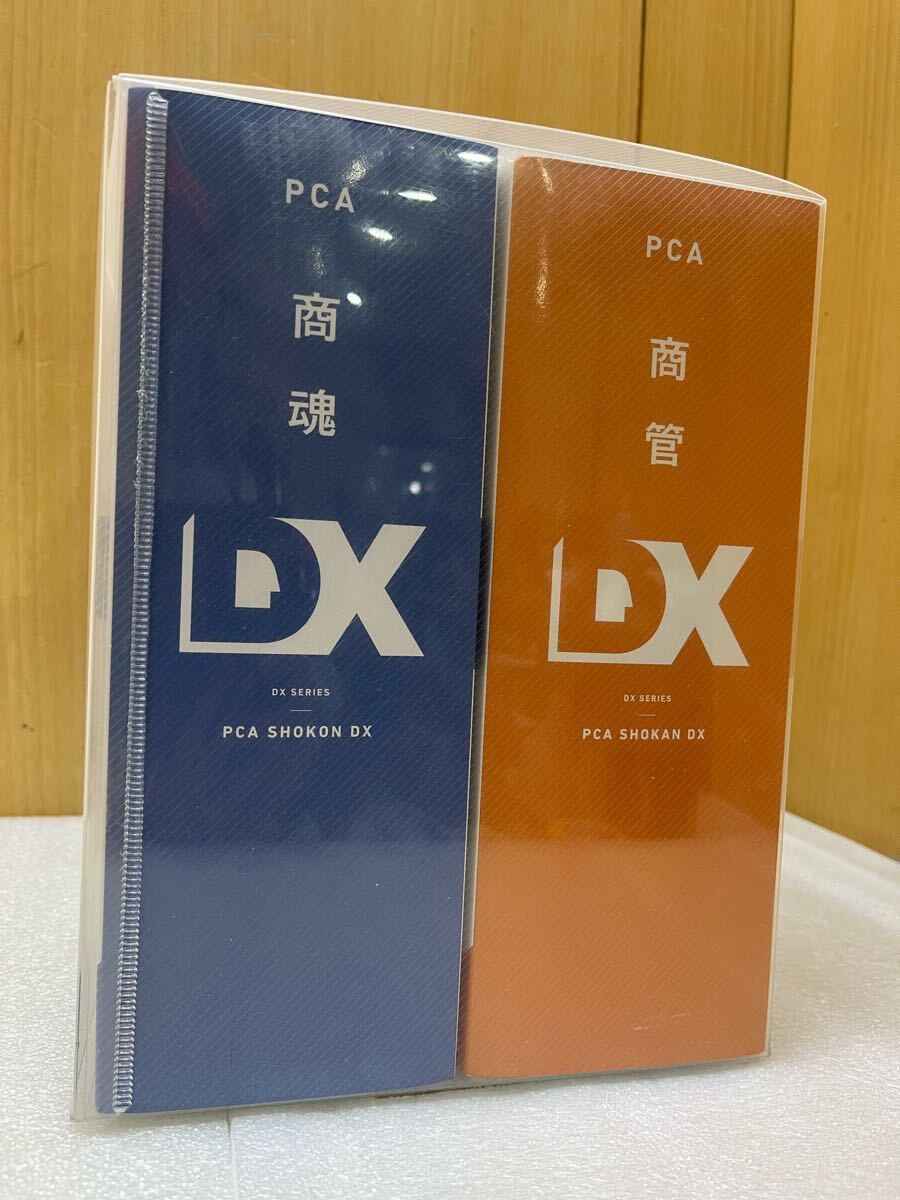 PCA
商
魂
DX
DX SERIES
PCA SHOKON DX
PCA
商
管
DX
DX SERIES
PCA SHOKAN DX